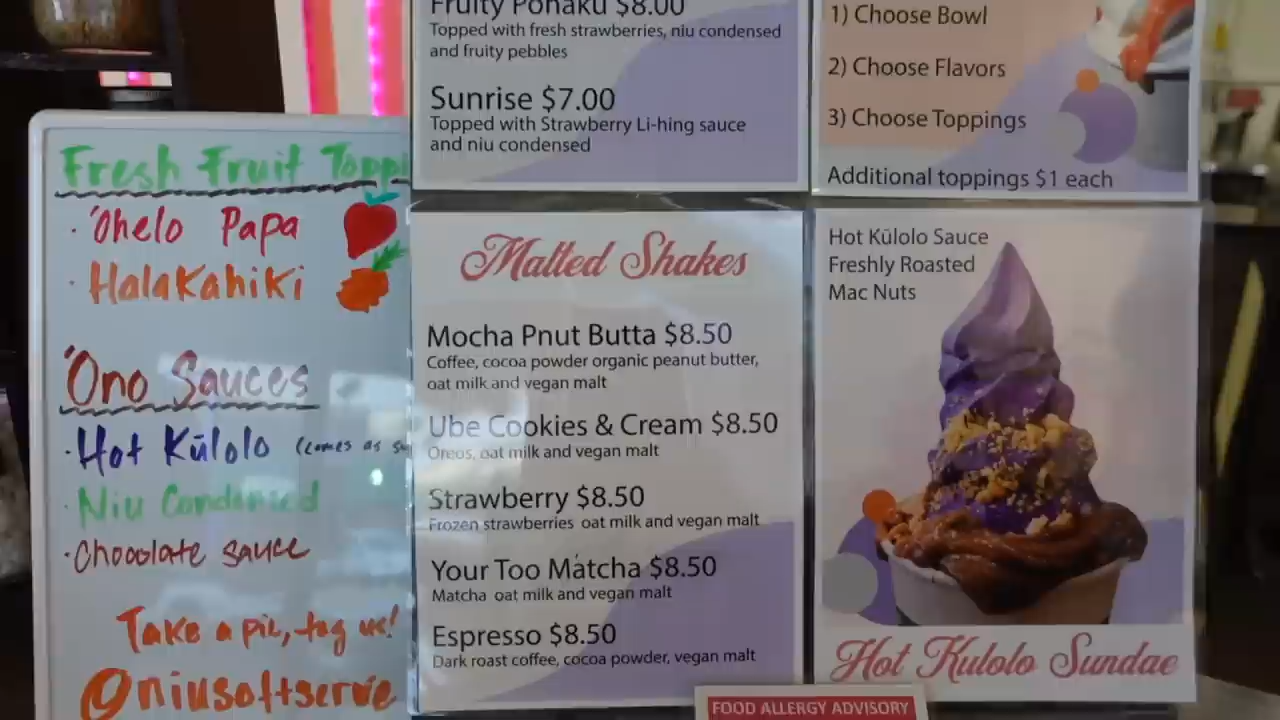 Fresh Fruit Toppi
· 'Ohelo Papa
· Halakahiki
'Ono Sauces
· Hot Kūlolo (comes as
· Niu Condensed
· Chocolate sauce
Take a pic, tag us!
@niusoftserve
Fruity Pohaku $8.00
Topped with fresh strawberries, niu condensed
and fruity pebbles
Sunrise $7.00
Topped with Strawberry Li-hing sauce
and niu condensed
Malted Shakes
Mocha Pnut Butta $8.50
Coffee, cocoa powder organic peanut butter,
oat milk and vegan malt
Ube Cookies & Cream $8.50
Oreos, oat milk and vegan malt
Strawberry $8.50
Frozen strawberries oat milk and vegan malt
Your Too Matcha $8.50
Matcha oat milk and vegan malt
Espresso $8.50
Dark roast coffee, cocoa powder, vegan malt
1) Choose Bowl
2) Choose Flavors
3) Choose Toppings
Additional toppings $1 each
Hot Kūlolo Sauce
Freshly Roasted
Mac Nuts
Hot Kulolo Sundae
FOOD ALLERGY ADVISORY